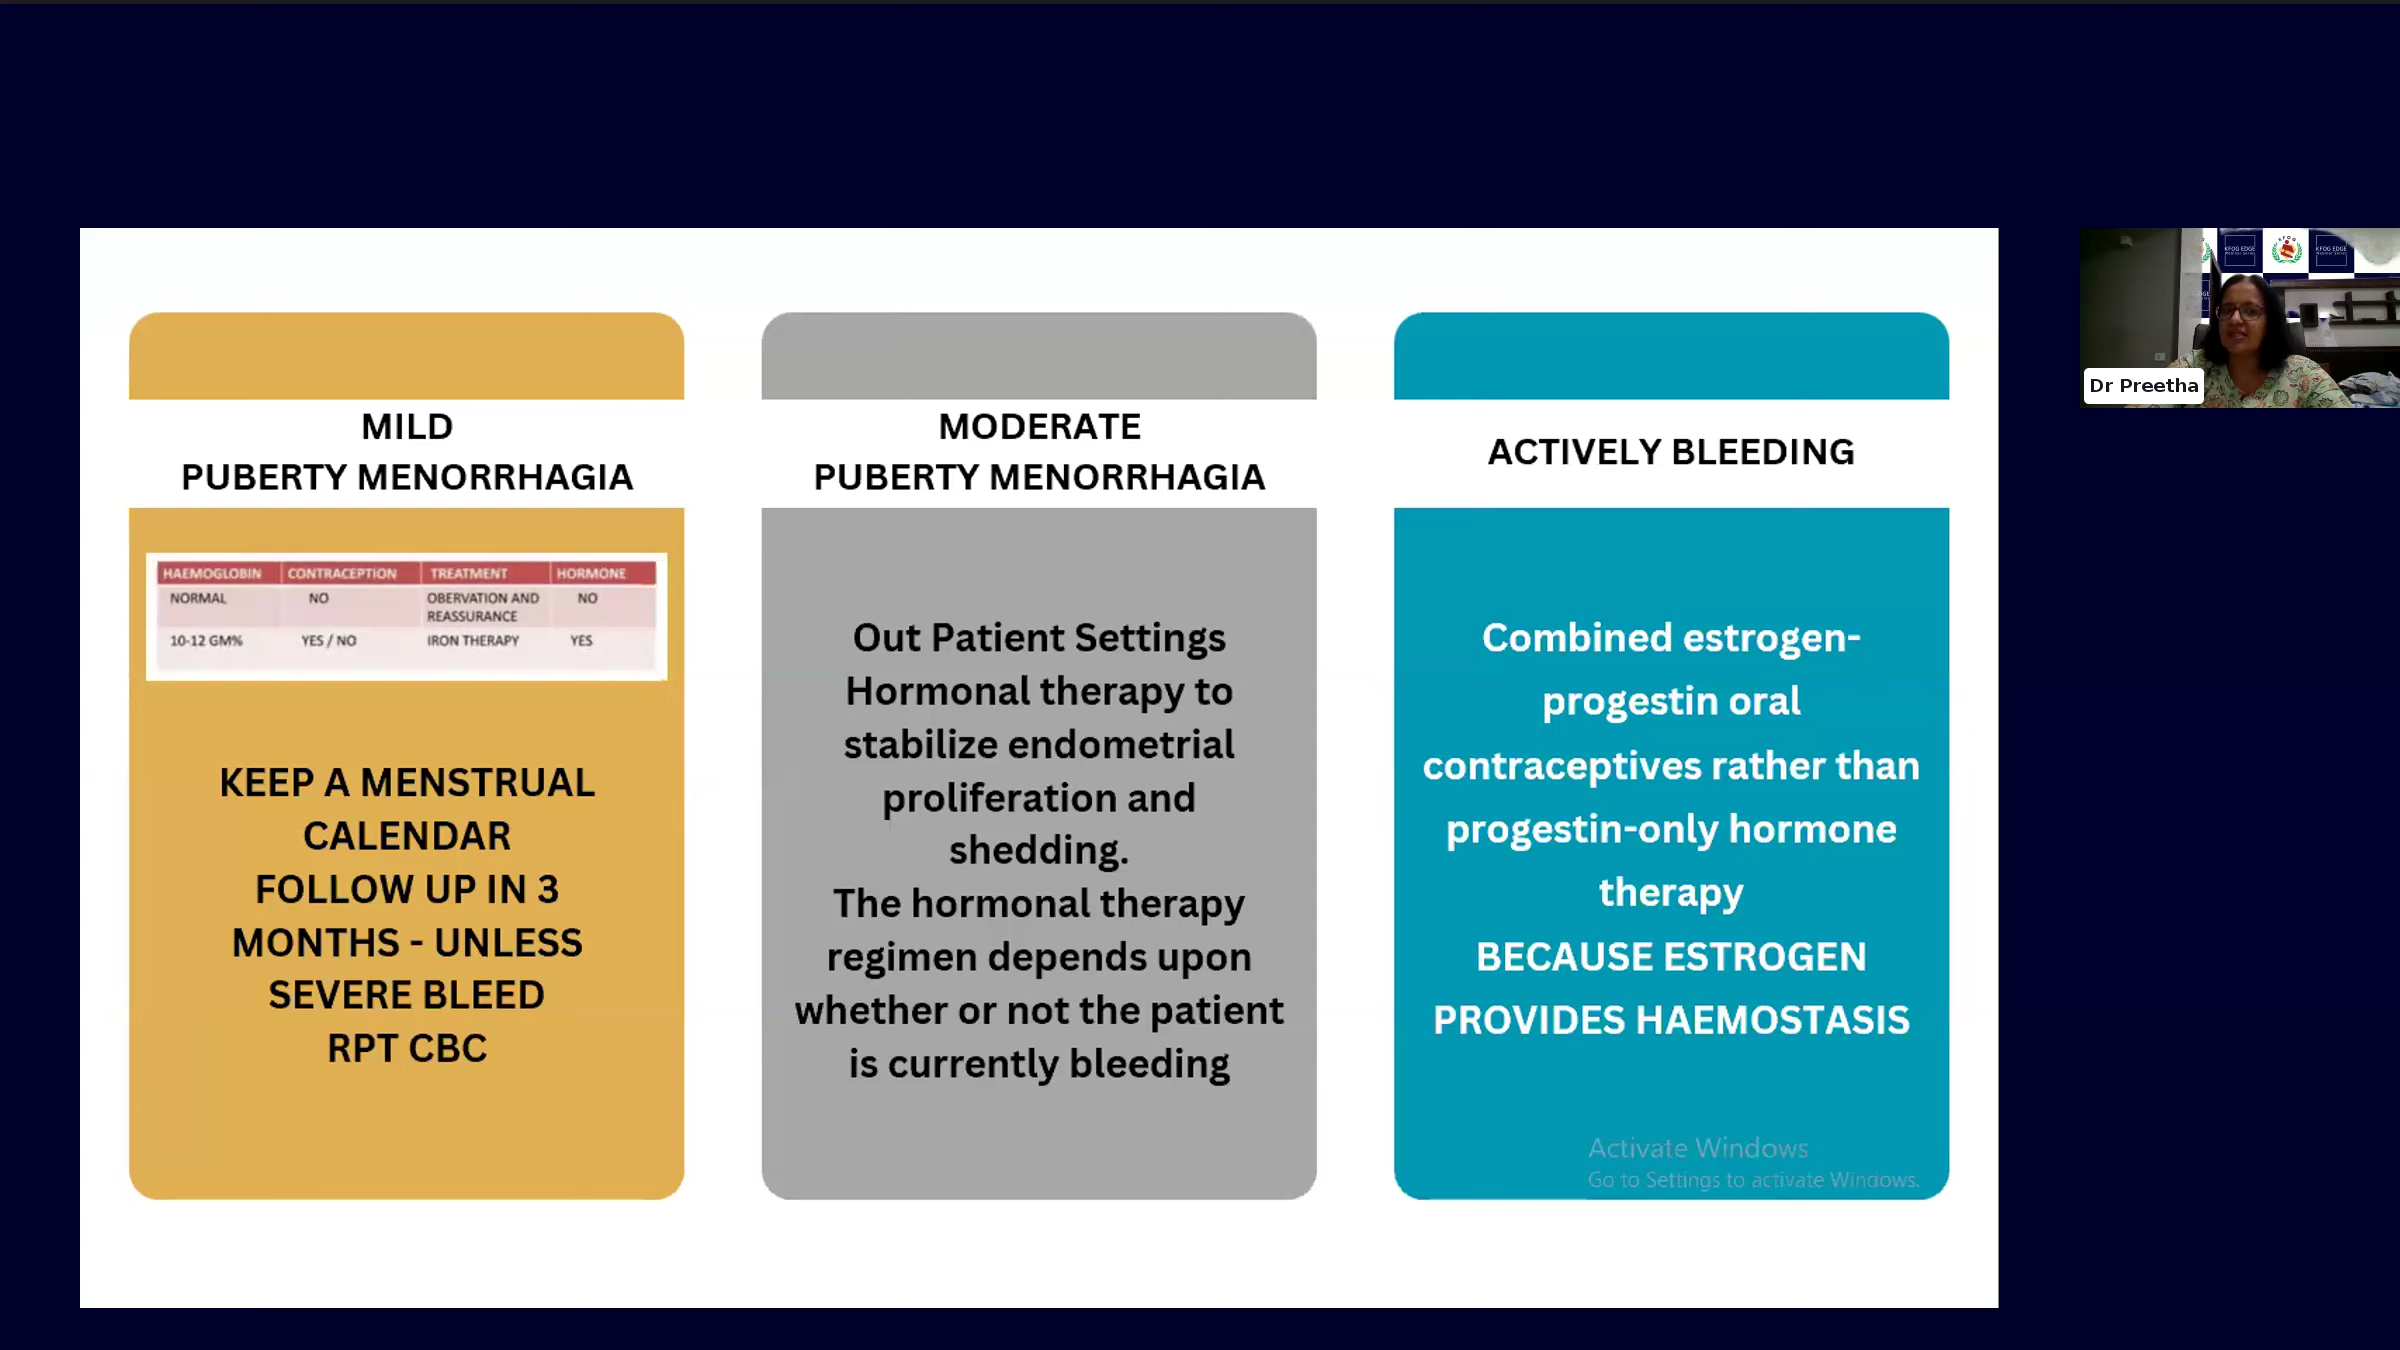 MILD
PUBERTY MENORRHAGIA
HAEMOGLOBIN CONTRACEPTION TREATMENT HORMONE
NORMAL NO OBERVATION AND REASSURANCE NO
10-12 GM% YES / NO IRON THERAPY YES
KEEP A MENSTRUAL
CALENDAR
FOLLOW UP IN 3
MONTHS - UNLESS
SEVERE BLEED
RPT CBC
MODERATE
PUBERTY MENORRHAGIA
Out Patient Settings
Hormonal therapy to
stabilize endometrial
proliferation and
shedding.
The hormonal therapy
regimen depends upon
whether or not the patient
is currently bleeding
ACTIVELY BLEEDING
Combined estrogen-
progestin oral
contraceptives rather than
progestin-only hormone
therapy
BECAUSE ESTROGEN
PROVIDES HAEMOSTASIS
Activate Windows
Go to Settings to activate Windows.
KFOG EDGE
KFOG EDGE
Dr Preetha